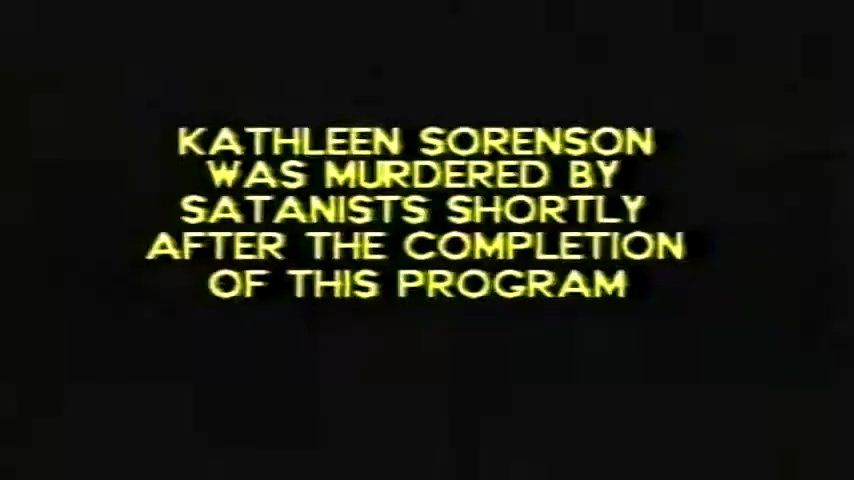 KATHLEEN SORENSON
WAS MURDERED BY
SATANISTS SHORTLY
AFTER THE COMPLETION
OF THIS PROGRAM